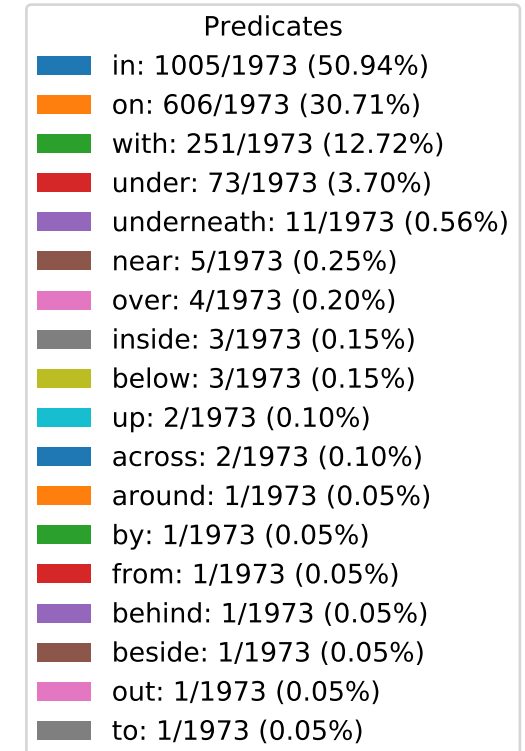 Predicates
in: 1005/1973 (50.94%)
on: 606/1973 (30.71%)
with: 251/1973 (12.72%)
under: 73/1973 (3.70%)
underneath: 11/1973 (0.56%)
near: 5/1973 (0.25%)
over: 4/1973 (0.20%)
inside: 3/1973 (0.15%)
below: 3/1973 (0.15%)
up: 2/1973 (0.10%)
across: 2/1973 (0.10%)
around: 1/1973 (0.05%)
by: 1/1973 (0.05%)
from: 1/1973 (0.05%)
behind: 1/1973 (0.05%)
beside: 1/1973 (0.05%)
out: 1/1973 (0.05%)
to: 1/1973 (0.05%)